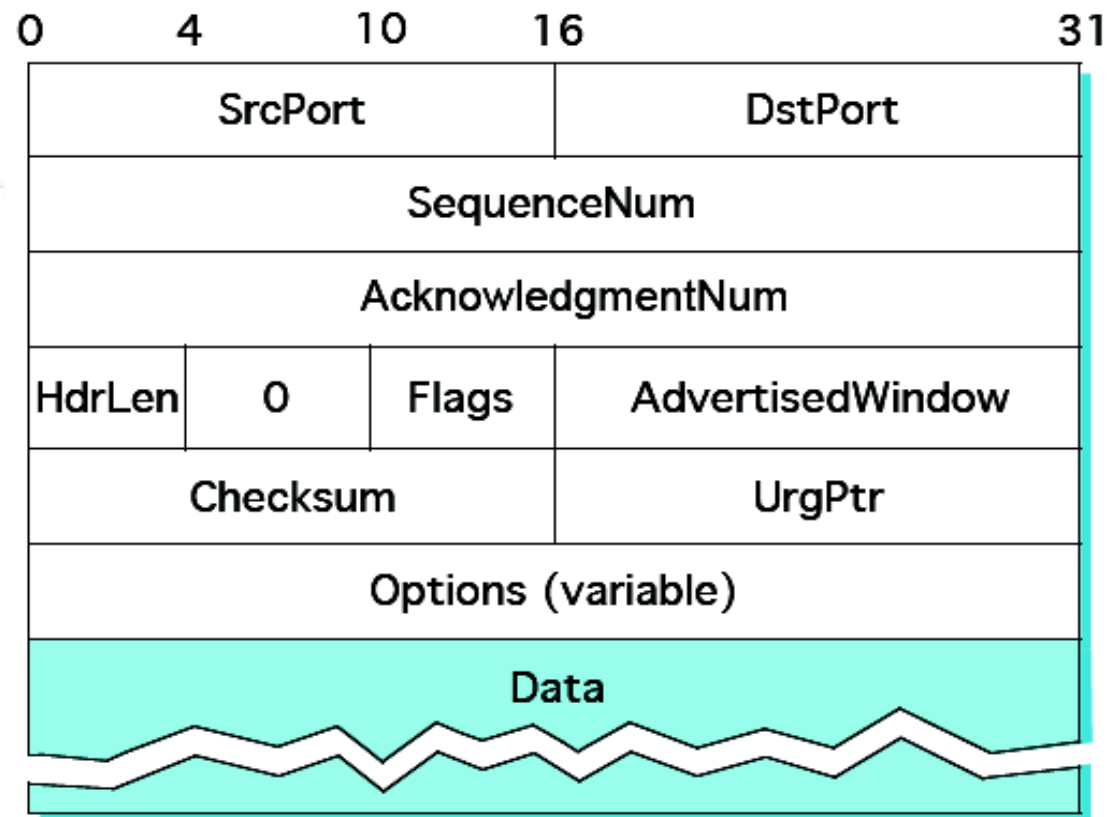 0 4 10 16 31
SrcPort DstPort
SequenceNum
AcknowledgmentNum
HdrLen 0 Flags AdvertisedWindow
Checksum UrgPtr
Options (variable)
Data